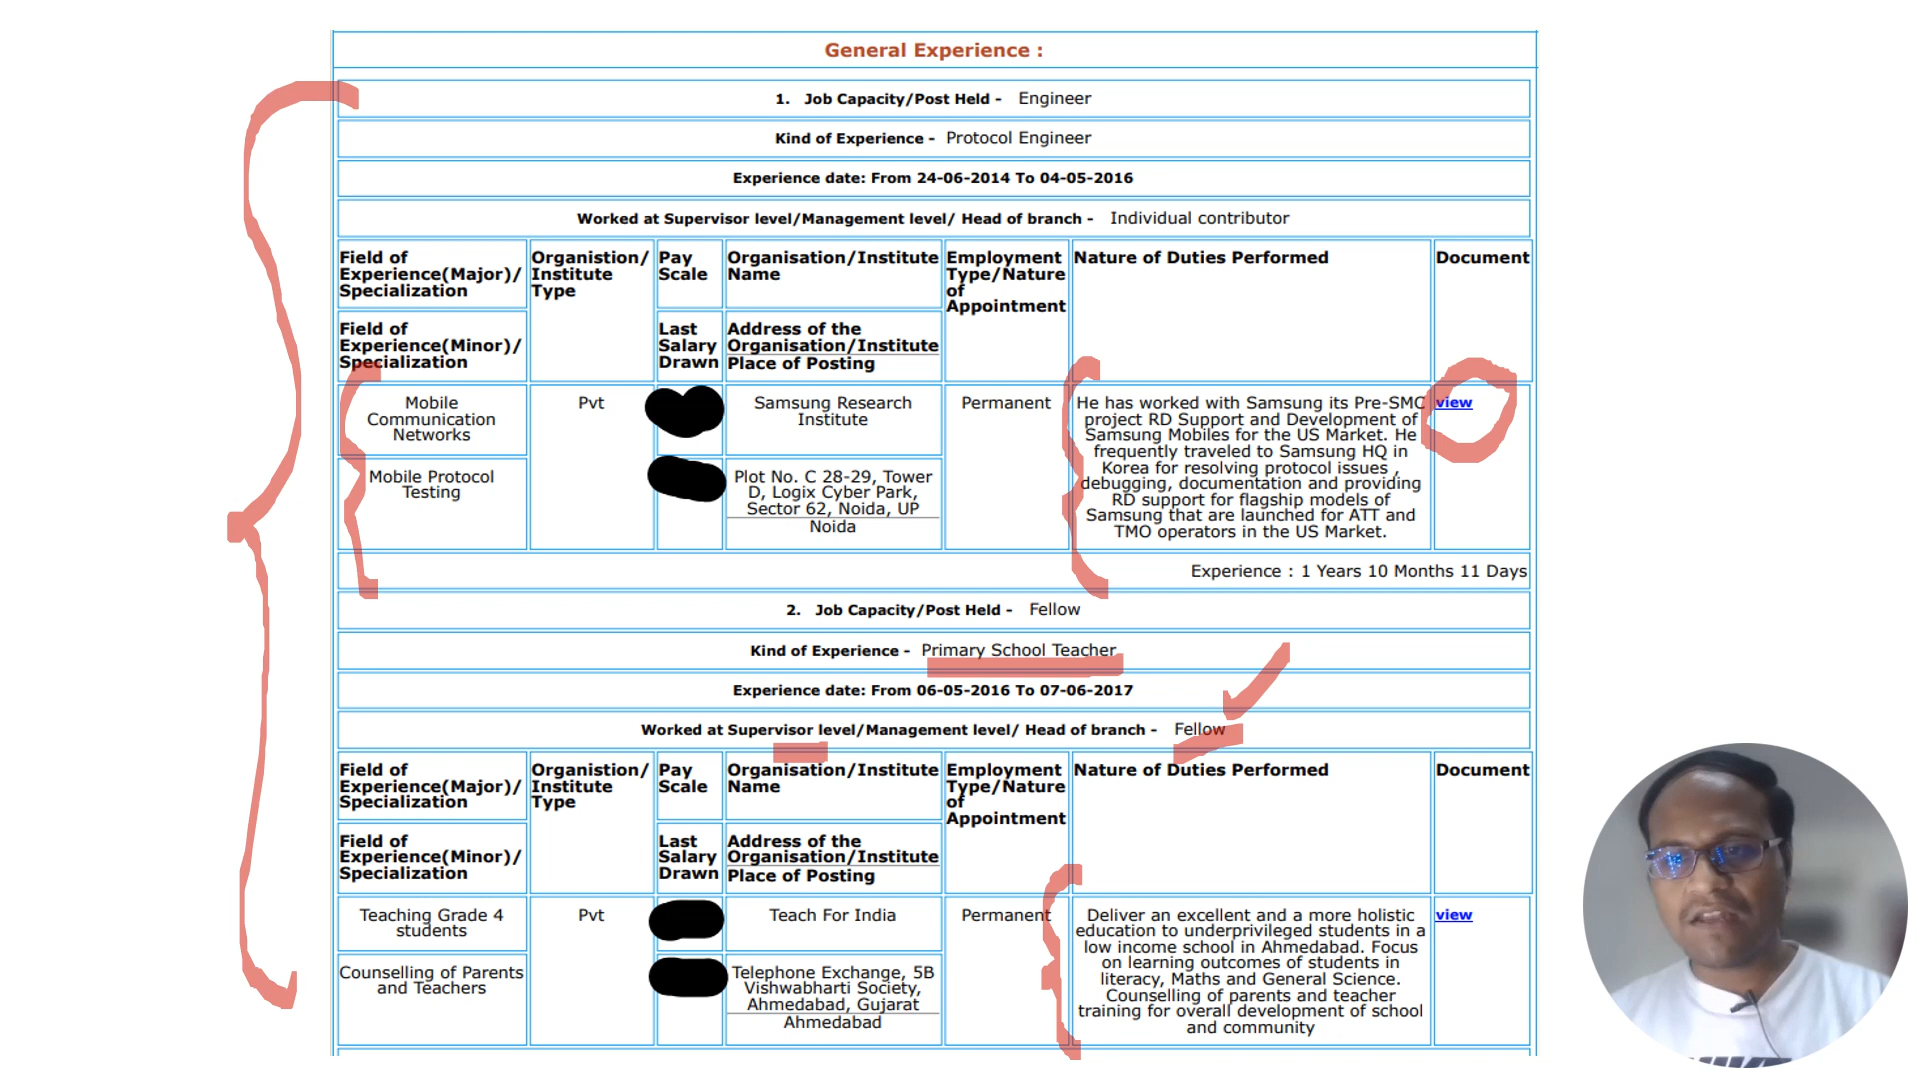 General Experience :
1. Job Capacity/Post Held - Engineer
Kind of Experience - Protocol Engineer
Experience date: From 24-06-2014 To 04-05-2016
Worked at Supervisor level/Management level/ Head of branch - Individual contributor
Field of
Experience(Major)/
Specialization
Field of
Experience(Minor)/
Specialization
Organistion/
Institute
Type
Pay
Scale
Last
Salary
Drawn
Organisation/Institute
Name
Address of the
Organisation/Institute
Place of Posting
Employment
Type/Nature
of
Appointment
Nature of Duties Performed
Document
Mobile
Communication
Networks
Mobile Protocol
Testing
Pvt
Samsung Research
Institute
Plot No. C 28-29, Tower
D, Logix Cyber Park,
Sector 62, Noida, UP
Noida
Permanent
He has worked with Samsung its Pre-SMC
project RD Support and Development of
Samsung Mobiles for the US Market. He
frequently traveled to Samsung HQ in
Korea for resolving protocol issues ,
debugging, documentation and providing
RD support for flagship models of
Samsung that are launched for ATT and
TMO operators in the US Market.
view
Experience : 1 Years 10 Months 11 Days
2. Job Capacity/Post Held - Fellow
Kind of Experience - Primary School Teacher
Experience date: From 06-05-2016 To 07-06-2017
Worked at Supervisor level/Management level/ Head of branch - Fellow
Field of
Experience(Major)/
Specialization
Field of
Experience(Minor)/
Specialization
Organistion/
Institute
Type
Pay
Scale
Last
Salary
Drawn
Organisation/Institute
Name
Address of the
Organisation/Institute
Place of Posting
Employment
Type/Nature
of
Appointment
Nature of Duties Performed
Document
Teaching Grade 4
students
Counselling of Parents
and Teachers
Pvt
Teach For India
Telephone Exchange, 5B
Vishwabharti Society,
Ahmedabad, Gujarat
Ahmedabad
Permanent
Deliver an excellent and a more holistic
education to underprivileged students in a
low income school in Ahmedabad. Focus
on learning outcomes of students in
literacy, Maths and General Science.
Counselling of parents and teacher
training for overall development of school
and community
view